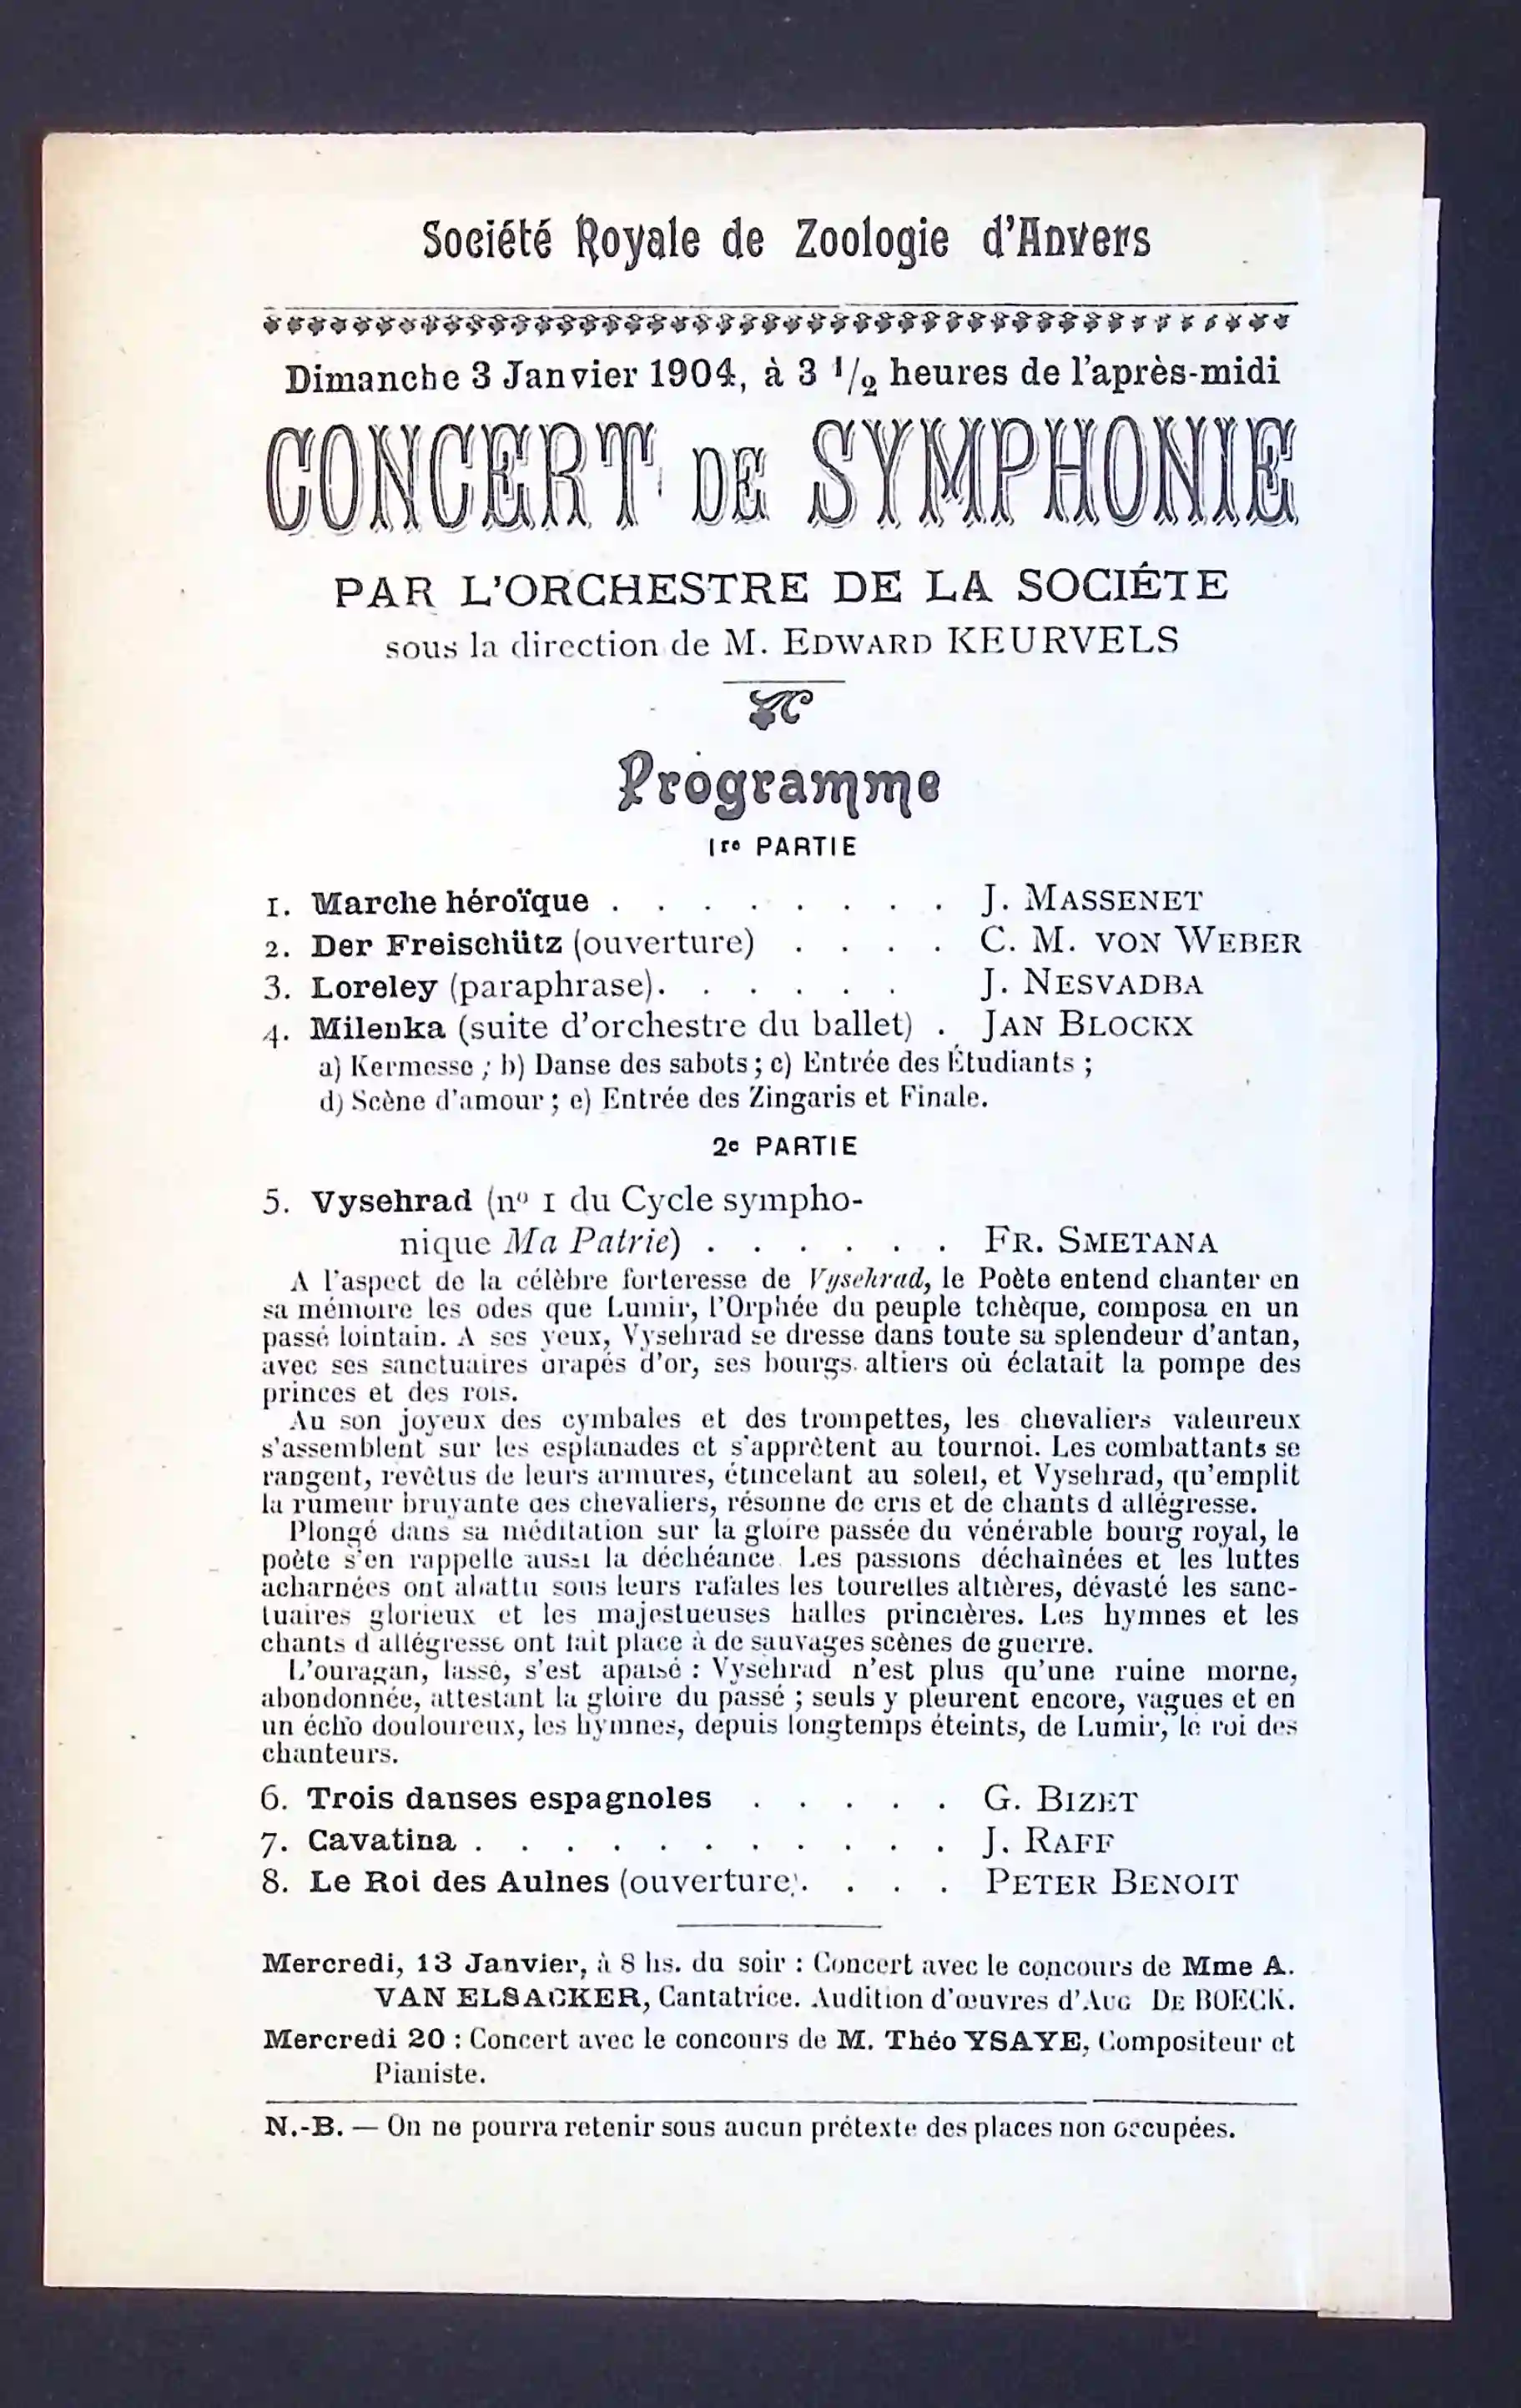 Société Royale de Zoologie d'Anvers
Dimanche 3 Janvier 1904, à 3 1/2 heures de l'après-midi
CONCERT DE SYMPHONIE
PAR L'ORCHESTRE DE LA SOCIÉTE
sous la direction de M. EDWARD KEURVELS
Programme
1re PARTIE
1. Marche héroïque . . . . . . . . J. MASSENET
2. Der Freischütz (ouverture) . . . . C. M. VON WEBER
3. Loreley (paraphrase). . . . . . J. NESVADBA
4. Milenka (suite d'orchestre du ballet) . JAN BLOCKX
a) Kermesse ; b) Danse des sabots ; c) Entrée des Étudiants ;
d) Scène d'amour ; e) Entrée des Zingaris et Finale.
2e PARTIE
5. Vysehrad (no 1 du Cycle sympho-
nique Ma Patrie) . . . . . . FR. SMETANA
A l'aspect de la célèbre forteresse de Vysehrad, le Poète entend chanter en
sa mémoire les odes que Lumir, l'Orphée du peuple tchèque, composa en un
passé lointain. A ses yeux, Vysehrad se dresse dans toute sa splendeur d'antan,
avec ses sanctuaires drapés d'or, ses bourgs altiers où éclatait la pompe des
princes et des rois.
Au son joyeux des cymbales et des trompettes, les chevaliers valeureux
s'assemblent sur les esplanades et s'apprètent au tournoi. Les combattants se
rangent, revêtus de leurs armures, étincelant au soleil, et Vysehrad, qu'emplit
la rumeur bruyante des chevaliers, résonne de cris et de chants d'allégresse.
Plongé dans sa méditation sur la gloire passée du vénérable bourg royal, le
poète s'en rappelle aussi la déchéance. Les passions déchaînées et les luttes
acharnées ont abattu sous leurs rafales les tourelles altières, dévasté les sanc-
tuaires glorieux et les majestueuses halles princières. Les hymnes et les
chants d'allégresse ont fait place à de sauvages scènes de guerre.
L'ouragan, lassé, s'est apaisé : Vysehrad n'est plus qu'une ruine morne,
abondonnée, attestant la gloire du passé ; seuls y pleurent encore, vagues et en
un écho douloureux, les hymnes, depuis longtemps éteints, de Lumir, le roi des
chanteurs.
6. Trois danses espagnoles . . . . . G. BIZET
7. Cavatina . . . . . . . . . . . J. RAFF
8. Le Roi des Aulnes (ouverture). . . . PETER BENOIT
Mercredi, 13 Janvier, à 8 hs. du soir : Concert avec le concours de Mme A.
VAN ELSACKER, Cantatrice. Audition d'œuvres d'AUG DE BOECK.
Mercredi 20 : Concert avec le concours de M. Théo YSAYE, Compositeur et
Pianiste.
N.-B. — On ne pourra retenir sous aucun prétexte des places non occupées.